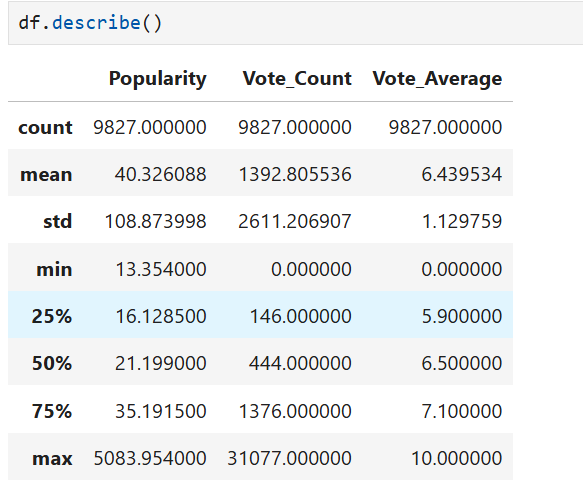 df.describe()
Popularity Vote_Count Vote_Average
count 9827.000000 9827.000000 9827.000000
mean 40.326088 1392.805536 6.439534
std 108.873998 2611.206907 1.129759
min 13.354000 0.000000 0.000000
25% 16.128500 146.000000 5.900000
50% 21.199000 444.000000 6.500000
75% 35.191500 1376.000000 7.100000
max 5083.954000 31077.000000 10.000000